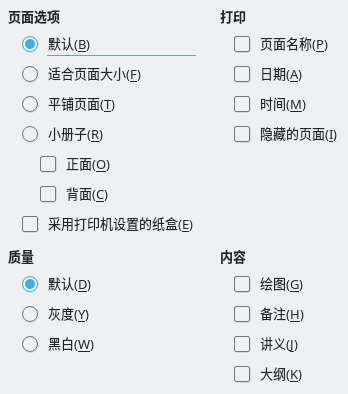 页面选项
默认(B)
适合页面大小(F)
平铺页面(T)
小册子(R)
正面(O)
背面(C)
采用打印机设置的纸盒(E)
打印
页面名称(P)
日期(A)
时间(M)
隐藏的页面(I)
质量
默认(D)
灰度(Y)
黑白(W)
内容
绘图(G)
备注(H)
讲义(J)
大纲(K)